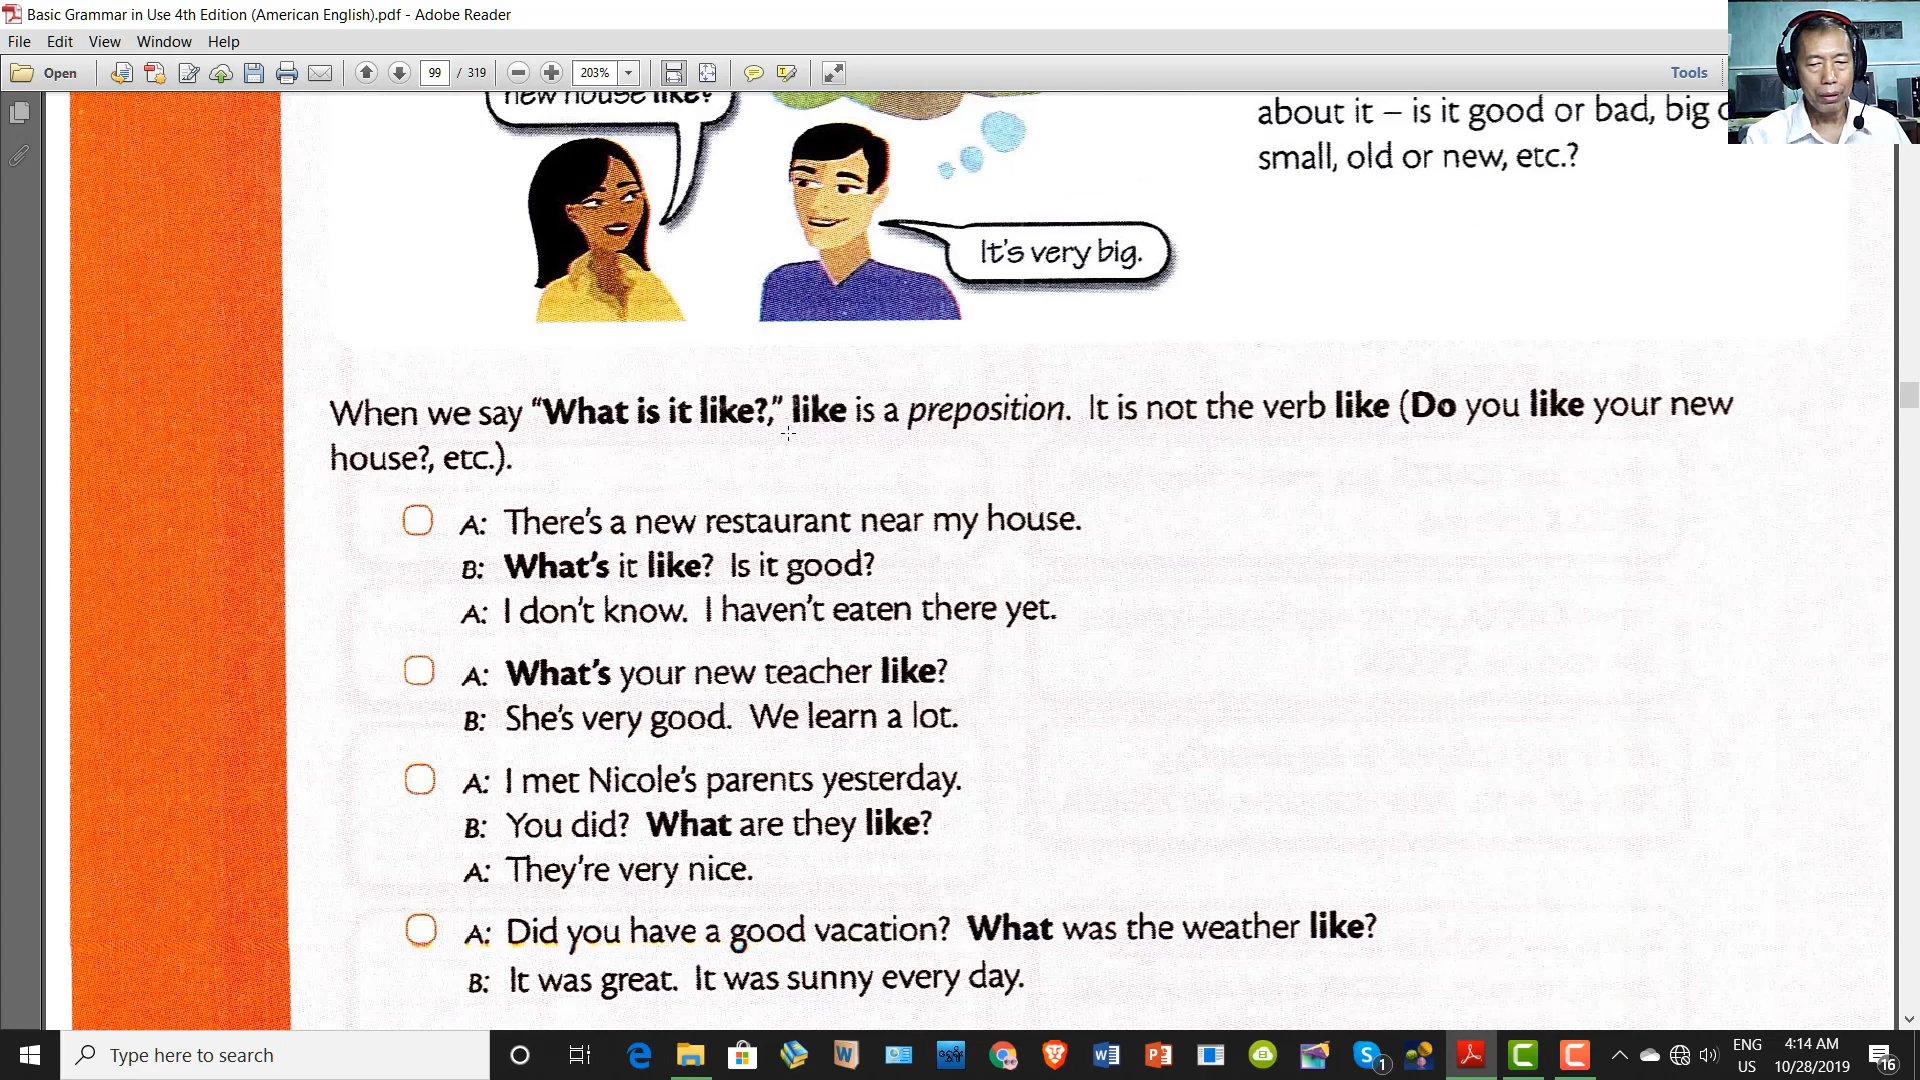 Basic Grammar in Use 4th Edition (American English).pdf - Adobe Reader
File Edit View Window Help
Open 99 / 319 203% Tools
new house like?
about it – is it good or bad, big
small, old or new, etc.?
It's very big.
When we say “What is it like?,” like is a preposition. It is not the verb like (Do you like your new
house?, etc.).
A: There's a new restaurant near my house.
B: What's it like? Is it good?
A: I don't know. I haven't eaten there yet.
A: What's your new teacher like?
B: She's very good. We learn a lot.
A: I met Nicole's parents yesterday.
B: You did? What are they like?
A: They're very nice.
A: Did you have a good vacation? What was the weather like?
B: It was great. It was sunny every day.
Type here to search
ENG 4:14 AM
US 10/28/2019 16